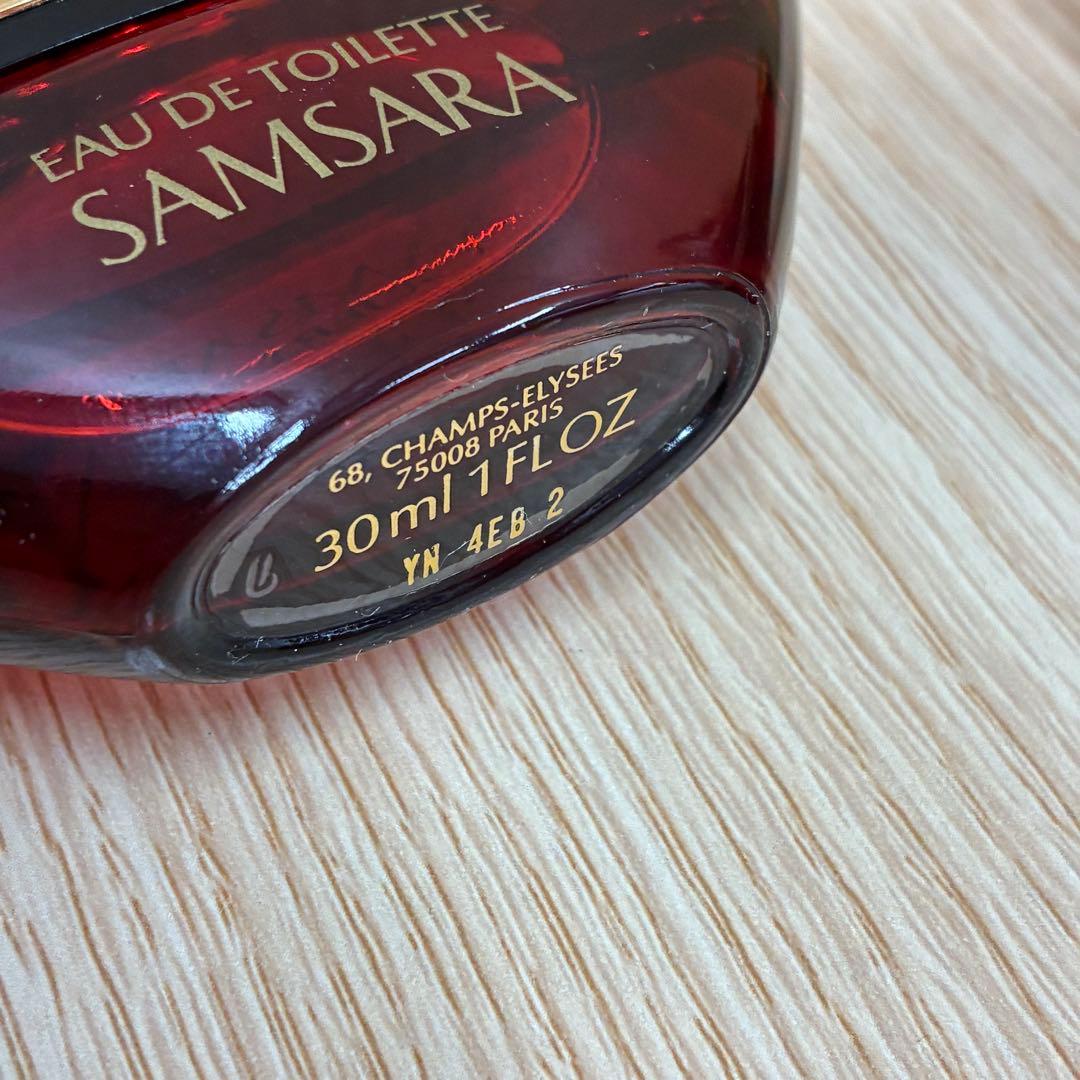 EAU DE TOILETTE
SAMSARA
68, CHAMPS-ELYSEES
75008 PARIS
30ml 1 FL OZ
YN 4EB 2